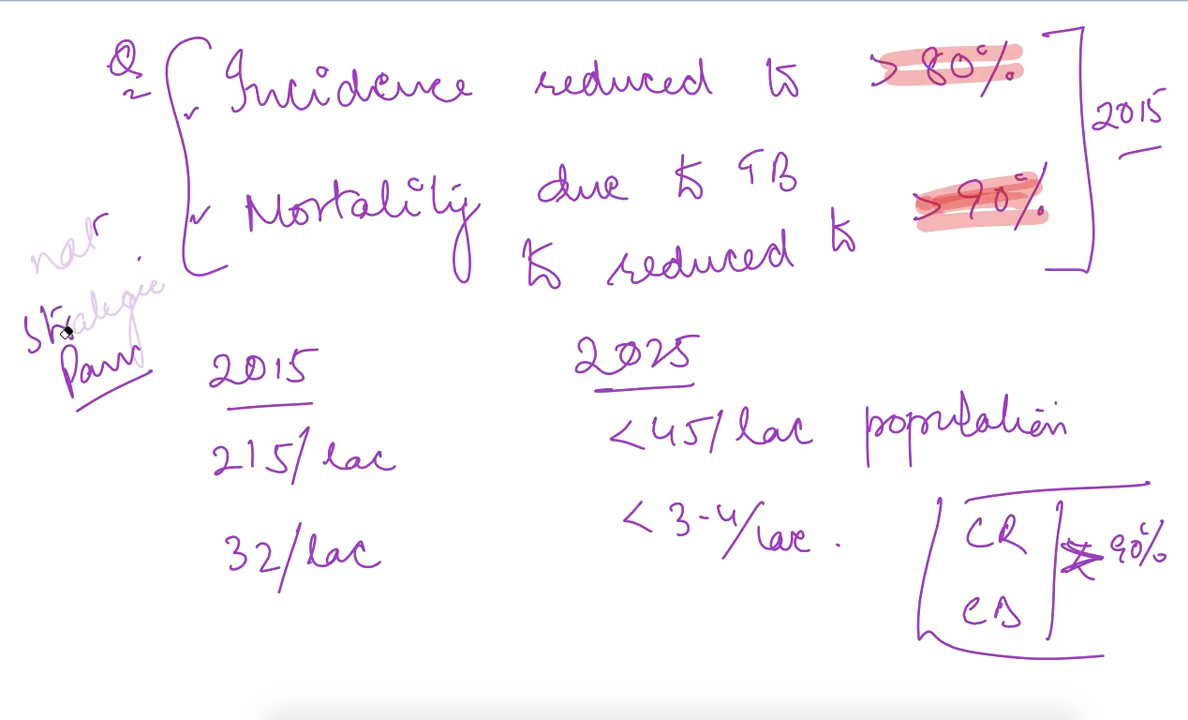 Q Incidence reduced to > 80%
2015
Mortality due to TB
to reduced to > 90%
nat
strategic
Plan
2015 2025
215/lac <45/lac population
32/lac <3-4/lac.
CR
90%
CD